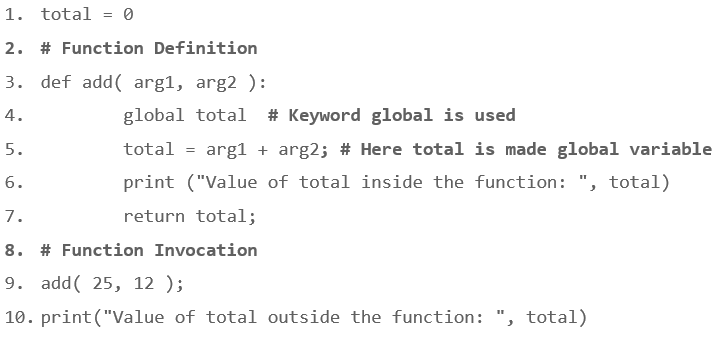 1. total = 0
2. # Function Definition
3. def add( arg1, arg2 ):
4. global total # Keyword global is used
5. total = arg1 + arg2; # Here total is made global variable
6. print ("Value of total inside the function: ", total)
7. return total;
8. # Function Invocation
9. add( 25, 12 );
10. print("Value of total outside the function: ", total)